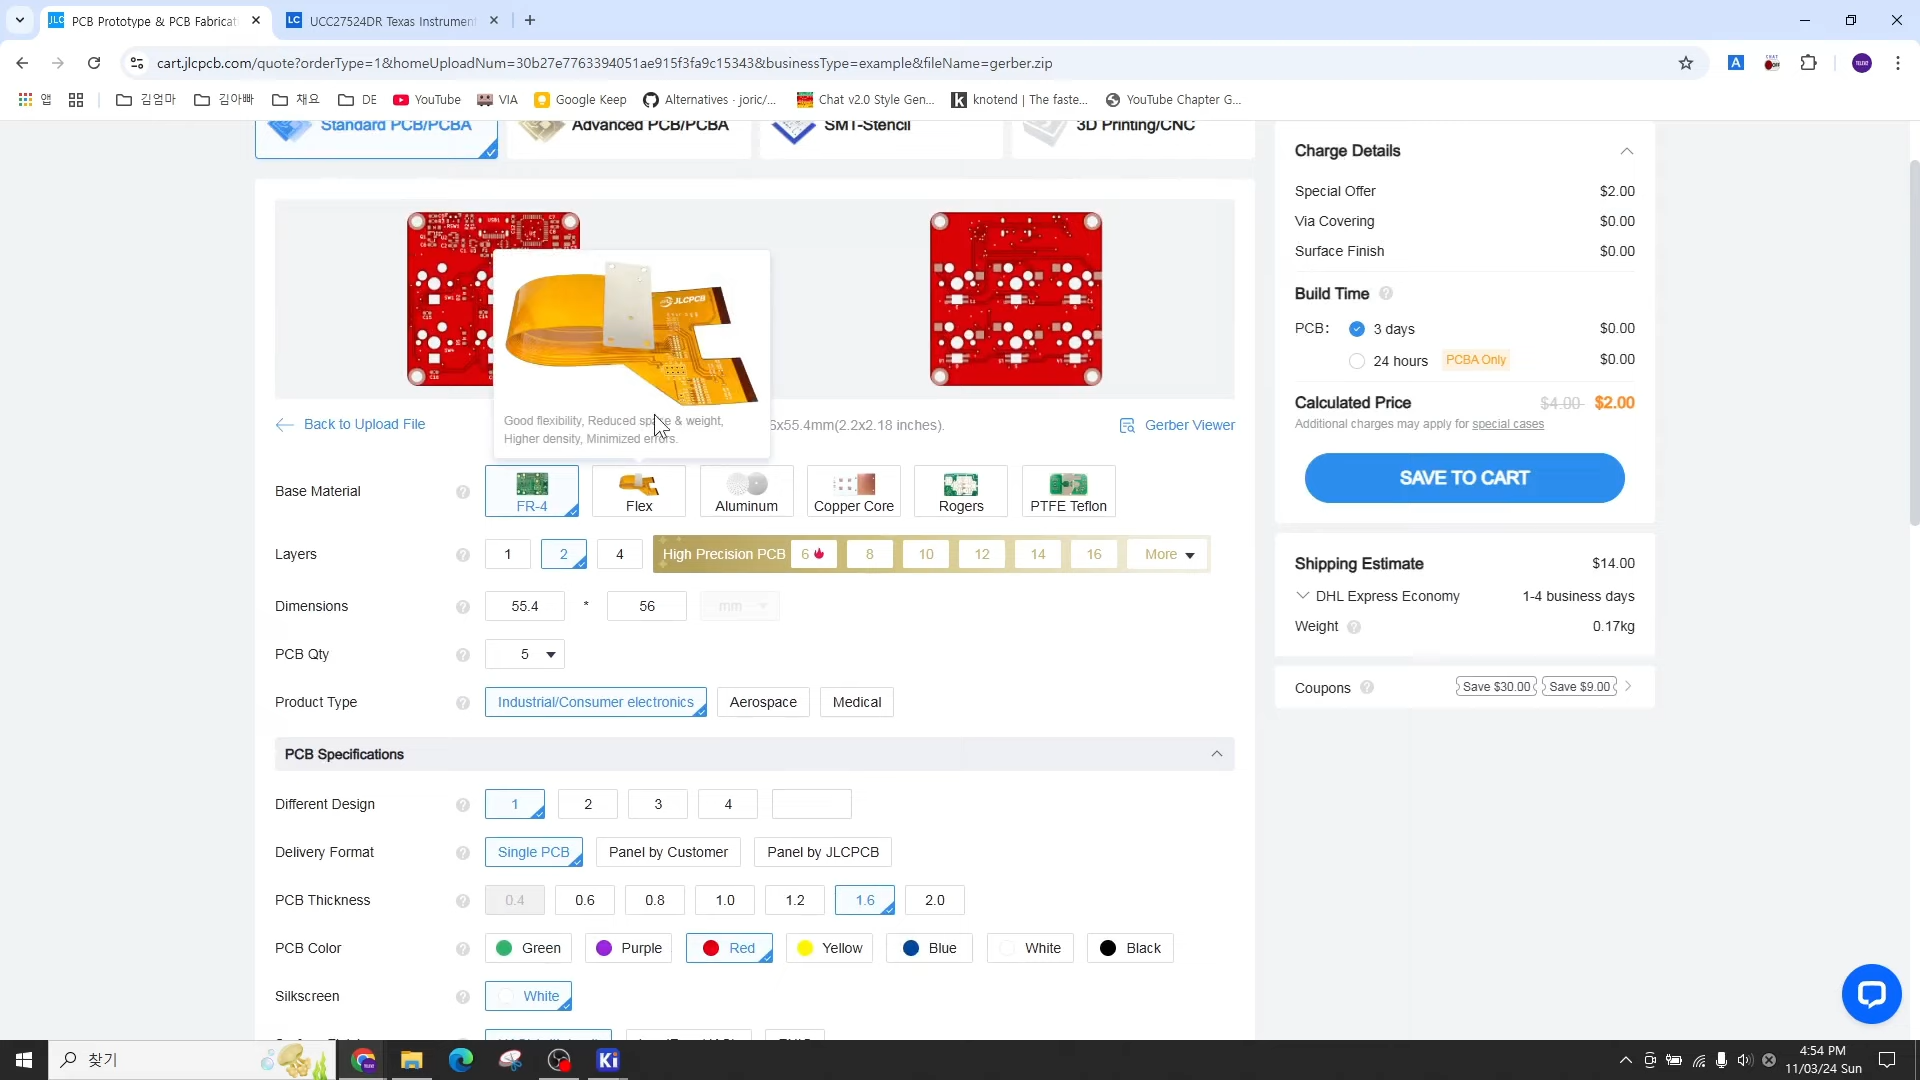 PCB Prototype & PCB Fabricat
UCC27524DR Texas Instrument
cart.jlcpcb.com/quote?orderType=1&homeUploadNum=30b27e7763394051ae915f3fa9c15343&businessType=example&fileName=gerber.zip
앱
김엄마
김아빠
채요
DE
YouTube
VIA
Google Keep
Alternatives · joric/...
Chat v2.0 Style Gen...
knotend | The faste...
YouTube Chapter G...
Standard PCB/PCBA
Advanced PCB/PCBA
SMT-Stencil
3D Printing/CNC
JLCPCB
Good flexibility, Reduced space & weight,
Higher density, Minimized errors.
Back to Upload File
6x55.4mm(2.2x2.18 inches).
Gerber Viewer
Base Material
FR-4
Flex
Aluminum
Copper Core
Rogers
PTFE Teflon
Layers
1
2
4
High Precision PCB
6
8
10
12
14
16
More
Dimensions
55.4
*
56
mm
PCB Qty
5
Product Type
Industrial/Consumer electronics
Aerospace
Medical
PCB Specifications
Different Design
1
2
3
4
Delivery Format
Single PCB
Panel by Customer
Panel by JLCPCB
PCB Thickness
0.4
0.6
0.8
1.0
1.2
1.6
2.0
PCB Color
Green
Purple
Red
Yellow
Blue
White
Black
Silkscreen
White
Charge Details
Special Offer
$2.00
Via Covering
$0.00
Surface Finish
$0.00
Build Time
PCB:
3 days
$0.00
24 hours
PCBA Only
$0.00
Calculated Price
$4.00
$2.00
Additional charges may apply for special cases
SAVE TO CART
Shipping Estimate
$14.00
DHL Express Economy
1-4 business days
Weight
0.17kg
Coupons
Save $30.00
Save $9.00
찾기
Ki
4:54 PM
11/03/24 Sun